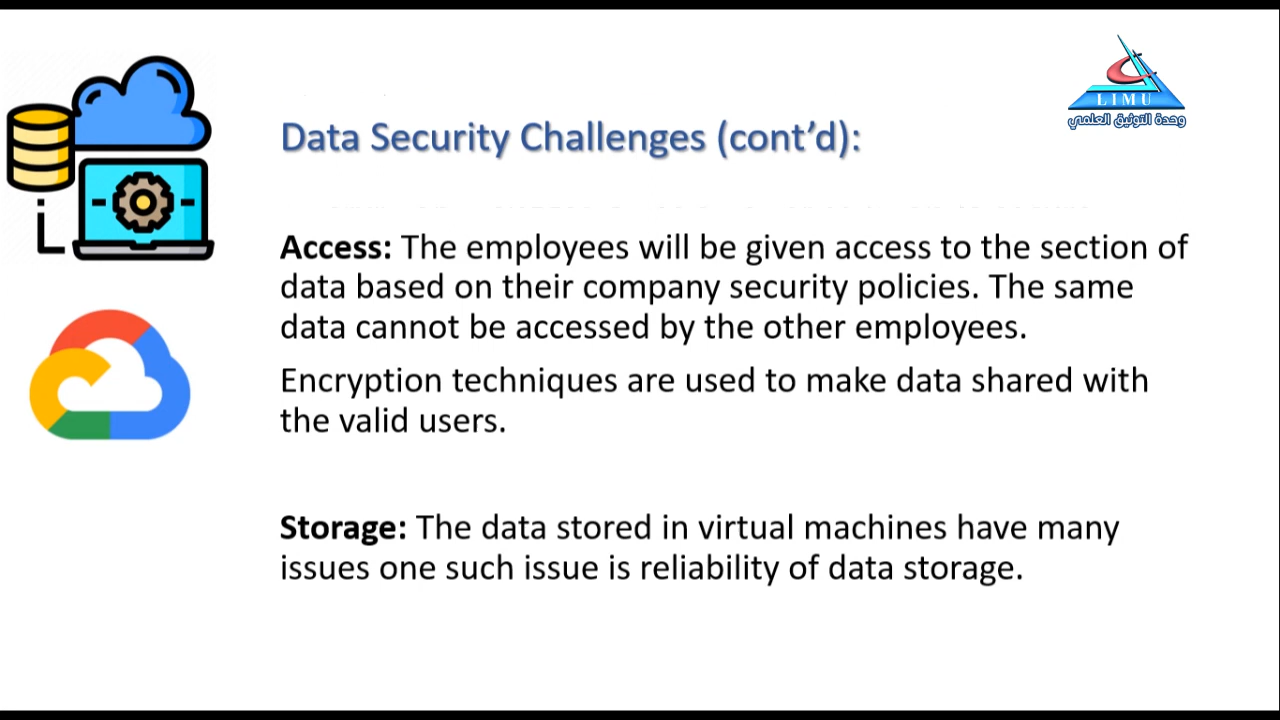 LIMU
وحدة التوثيق العلمي
Data Security Challenges (cont’d):
Access: The employees will be given access to the section of
data based on their company security policies. The same
data cannot be accessed by the other employees.
Encryption techniques are used to make data shared with
the valid users.
Storage: The data stored in virtual machines have many
issues one such issue is reliability of data storage.